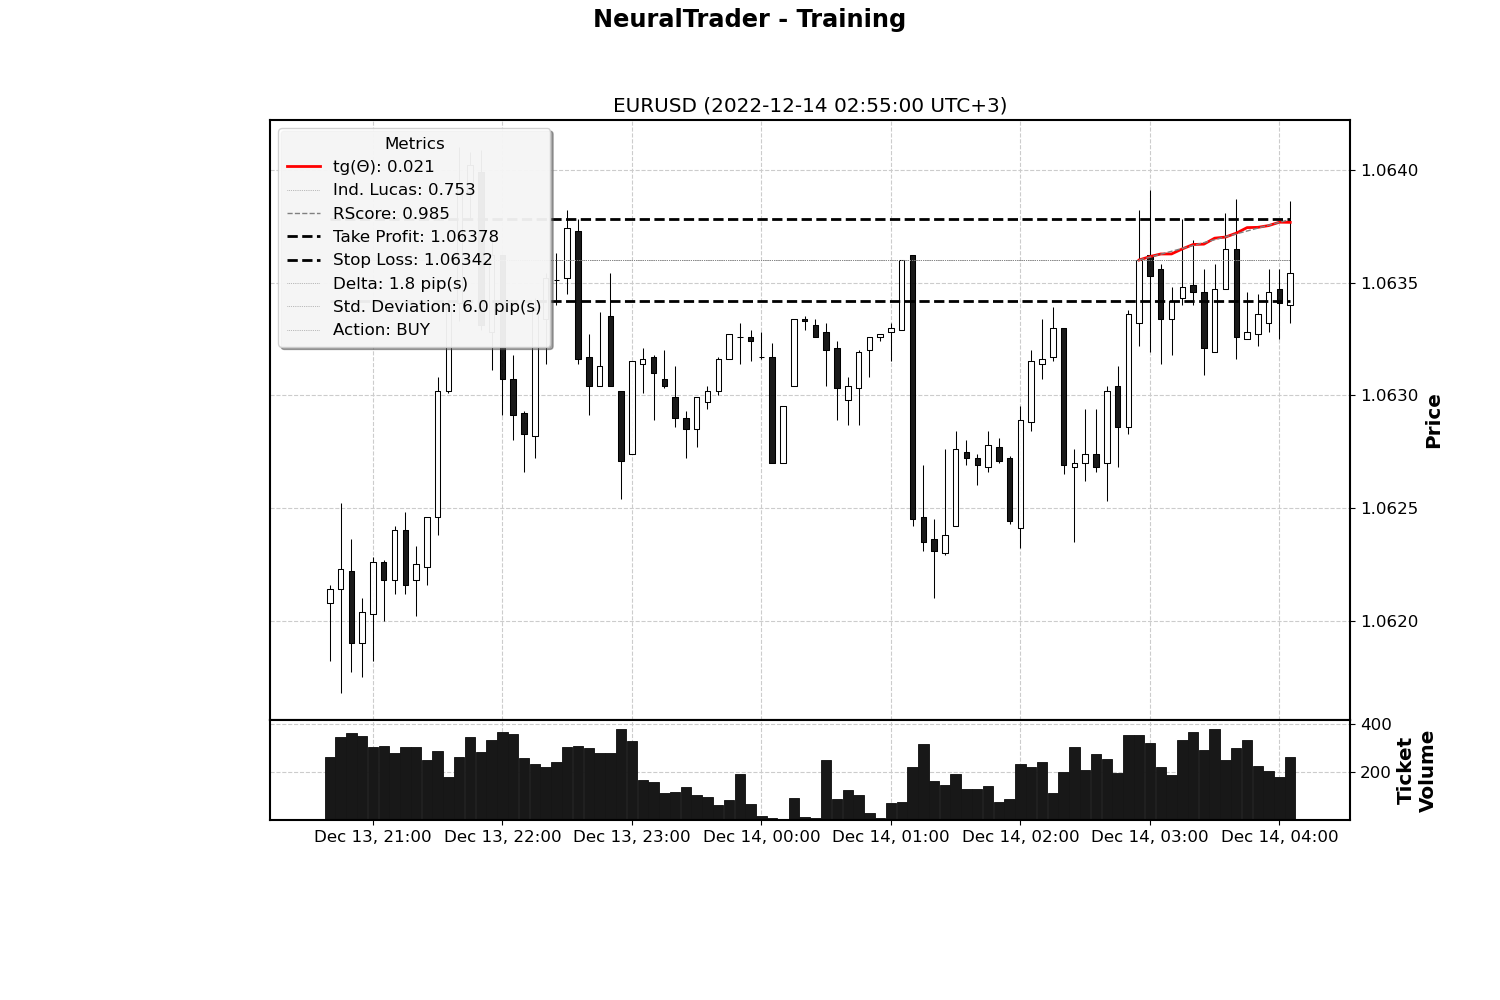 NeuralTrader - Training
EURUSD (2022-12-14 02:55:00 UTC+3)
Metrics
tg(Θ): 0.021
Ind. Lucas: 0.753
RScore: 0.985
Take Profit: 1.06378
Stop Loss: 1.06342
Delta: 1.8 pip(s)
Std. Deviation: 6.0 pip(s)
Action: BUY
1.0640
1.0635
1.0630
1.0625
1.0620
Price
400
200
Ticket
Volume
Dec 13, 21:00
Dec 13, 22:00
Dec 13, 23:00
Dec 14, 00:00
Dec 14, 01:00
Dec 14, 02:00
Dec 14, 03:00
Dec 14, 04:00